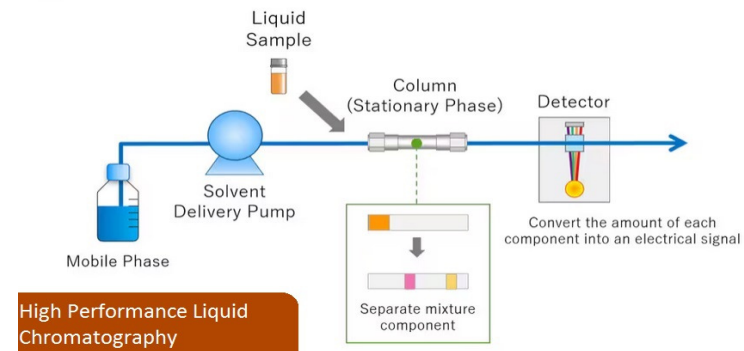 Liquid
Sample
Column
(Stationary Phase)
Detector
Solvent
Delivery Pump
Mobile Phase
Convert the amount of each
component into an electrical signal
Separate mixture
component
High Performance Liquid
Chromatography